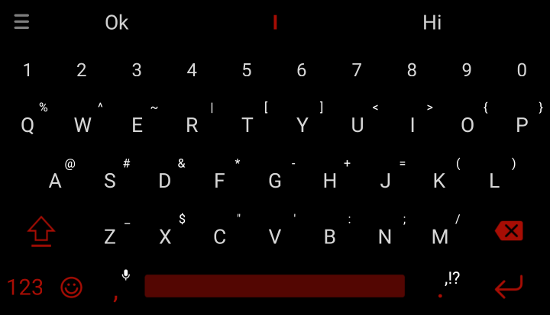 Ok I Hi
1 2 3 4 5 6 7 8 9 0
% ^ ~ | [ ] < > { }
Q W E R T Y U I O P
@ # & * - + = ( )
A S D F G H J K L
_ $ " ' : ; /
Z X C V B N M
123 , . ,!?